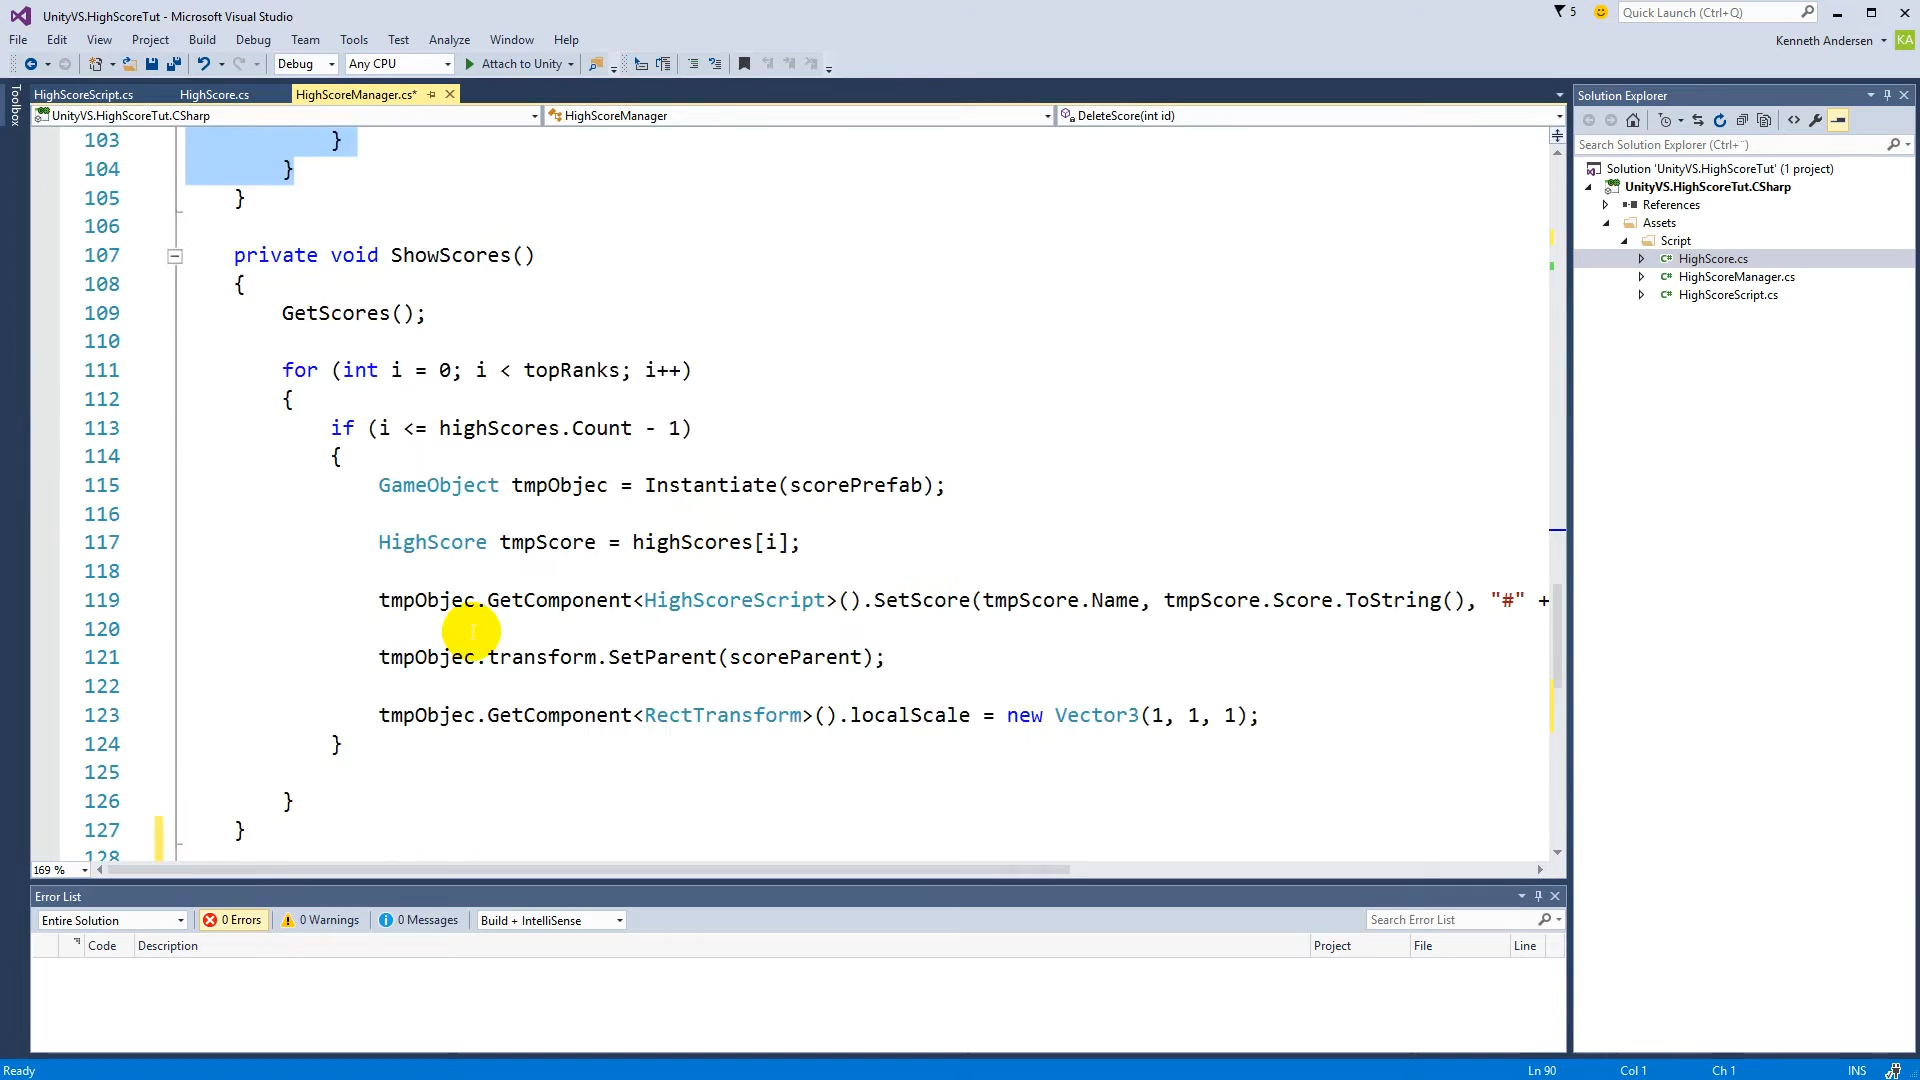 UnityVS.HighScoreTut - Microsoft Visual Studio
5
Quick Launch (Ctrl+Q)
File Edit View Build Project Debug Team Tools Test Analyze Window Help
Kenneth Andersen KA
Debug Any CPU Attach to Unity
Toolbox
HighScoreScript.cs HighScore.cs HighScoreManager.cs*
UnityVS.HighScoreTut.CSharp HighScoreManager DeleteScore(int id)
103 }
104 }
105 }
106
107 private void ShowScores()
108 {
109 GetScores();
110
111 for (int i = 0; i < topRanks; i++)
112 {
113 if (i <= highScores.Count - 1)
114 {
115 GameObject tmpObjec = Instantiate(scorePrefab);
116
117 HighScore tmpScore = highScores[i];
118
119 tmpObjec.GetComponent<HighScoreScript>().SetScore(tmpScore.Name, tmpScore.Score.ToString(), "#" +
120
121 tmpObjec.transform.SetParent(scoreParent);
122
123 tmpObjec.GetComponent<RectTransform>().localScale = new Vector3(1, 1, 1);
124 }
125
126 }
127 }
128
169 %
Solution Explorer
Search Solution Explorer (Ctrl+¨)
Solution 'UnityVS.HighScoreTut' (1 project)
UnityVS.HighScoreTut.CSharp
References
Assets
Script
C# HighScore.cs
C# HighScoreManager.cs
C# HighScoreScript.cs
Error List
Entire Solution 0 Errors 0 Warnings 0 Messages Build + IntelliSense Search Error List
Code Description Project File Line
Ready Ln 90 Col 1 Ch 1 INS